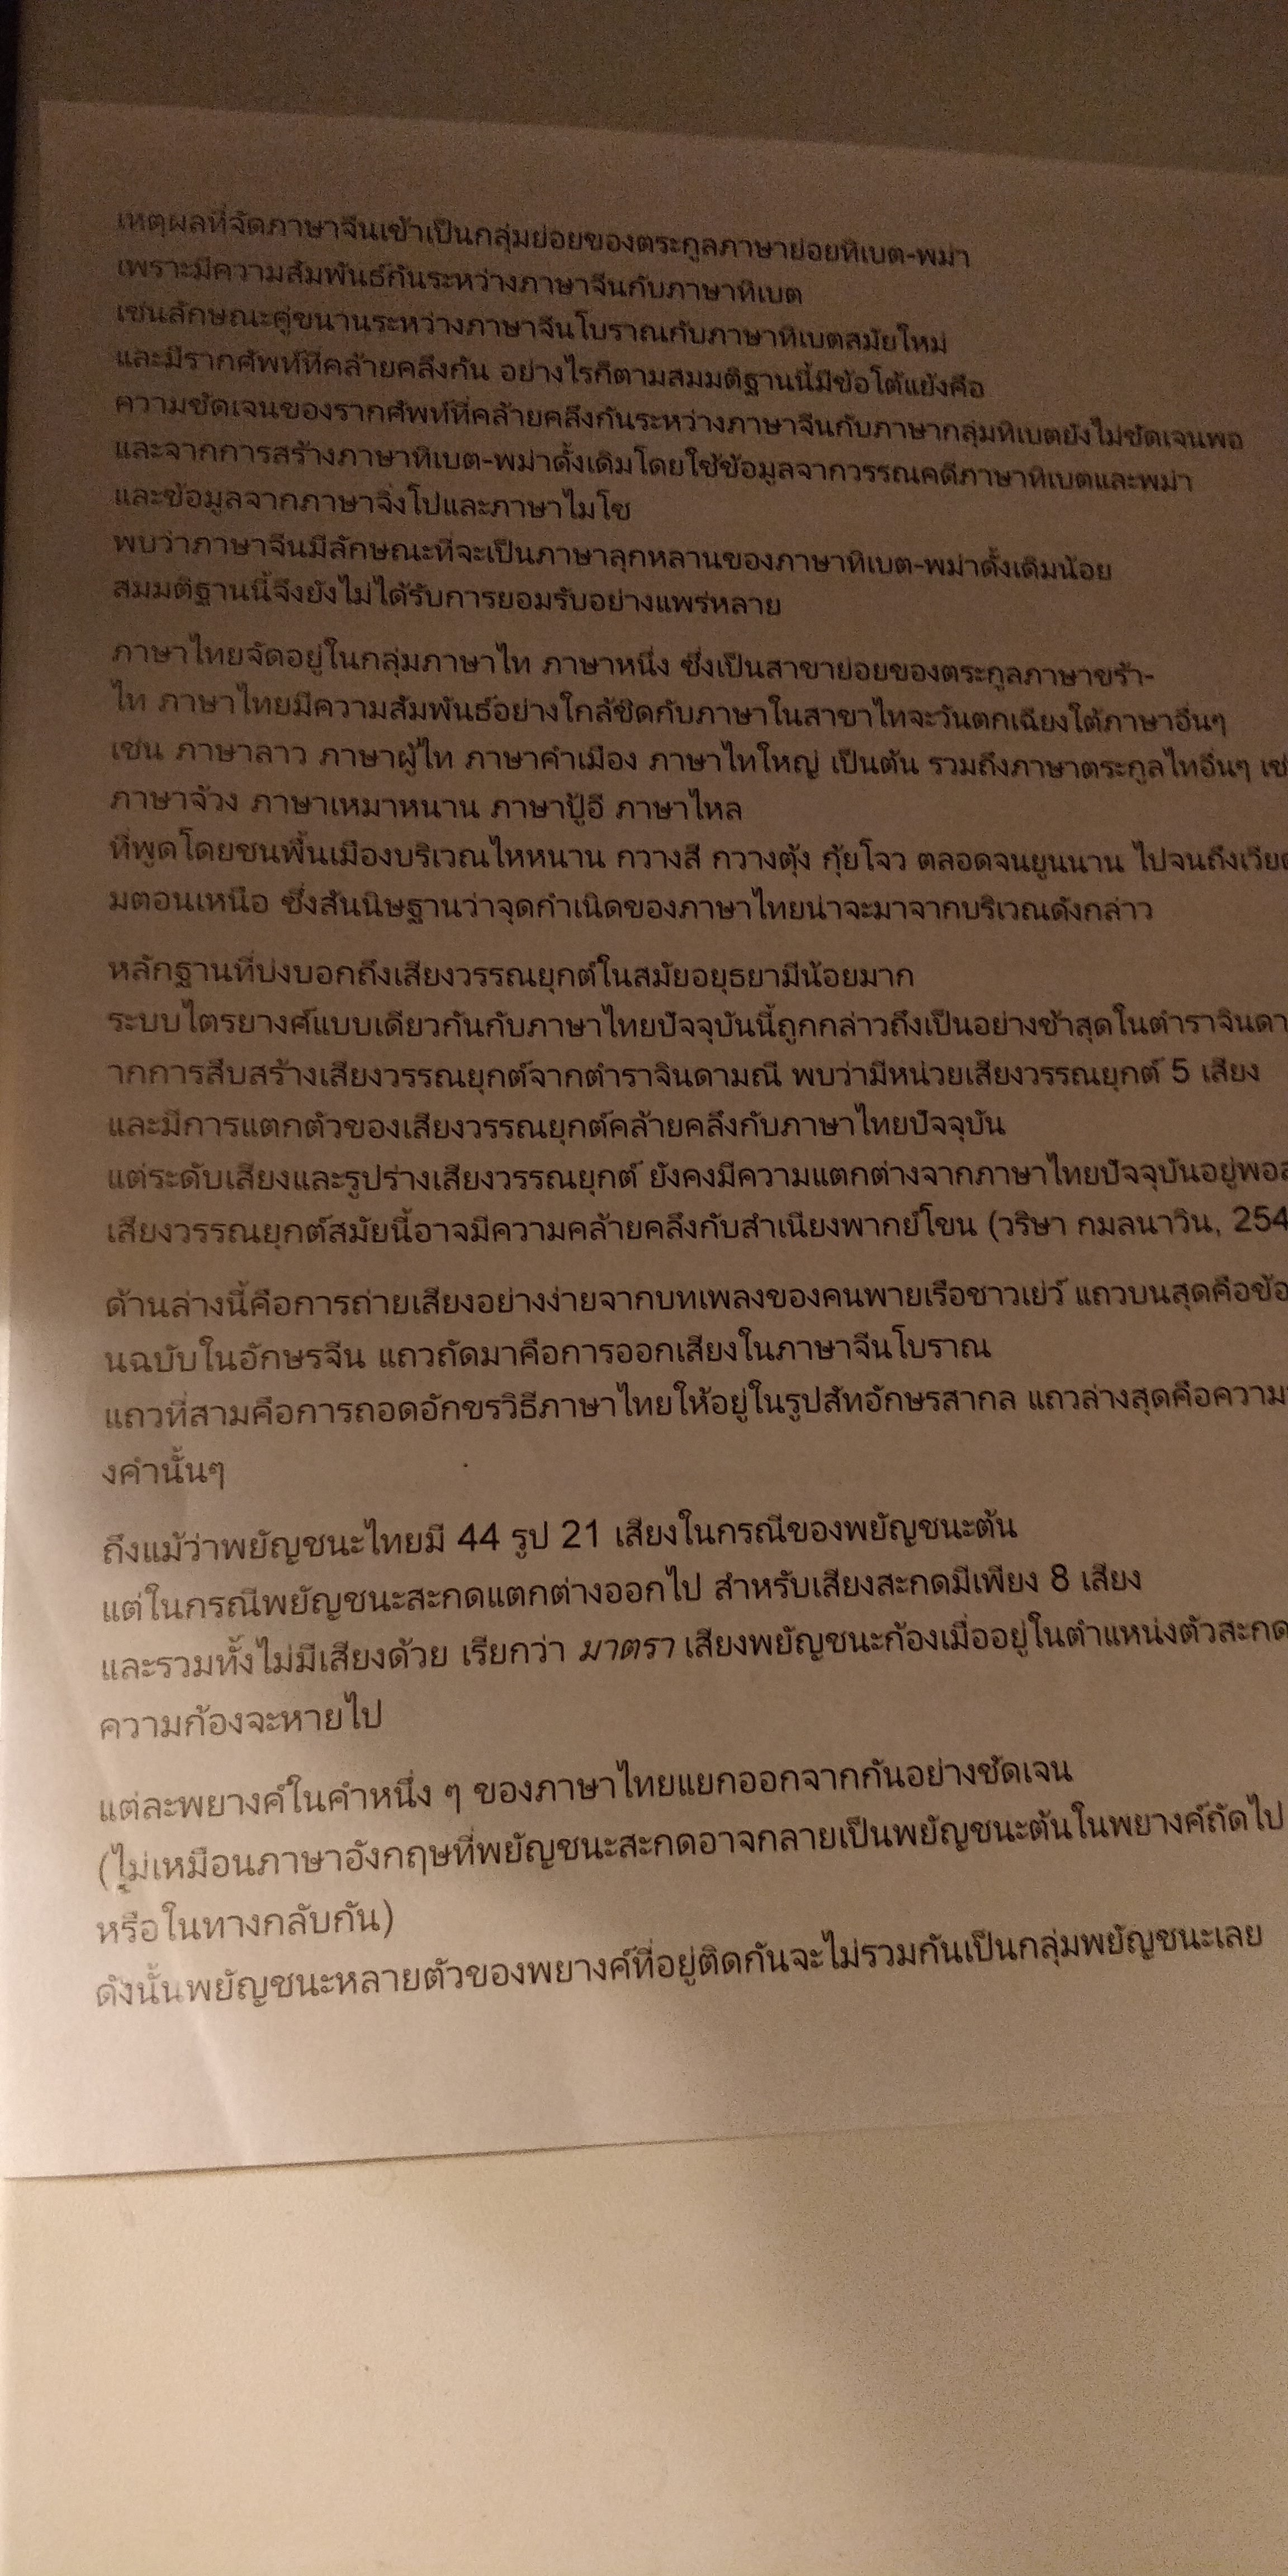 เหตุผลที่จัดภาษาจีนเข้าเป็นกลุ่มย่อยของตระกูลภาษาย่อยทิเบต-พม่า
เพราะมีความสัมพันธ์กันระหว่างภาษาจีนกับภาษาทิเบต
เช่นลักษณะคู่ขนานระหว่างภาษาจีนโบราณกับภาษาทิเบตสมัยใหม่
และมีรากศัพท์ที่คล้ายคลึงกัน อย่างไรก็ตามสมมติฐานนี้มีข้อโต้แย้งคือ
ความชัดเจนของรากศัพท์ที่คล้ายคลึงกันระหว่างภาษาจีนกับภาษากลุ่มทิเบตยังไม่ชัดเจนพอ
และจากการสร้างภาษาทิเบต-พม่าดั้งเดิมโดยใช้ข้อมูลจากวรรณคดีภาษาทิเบตและพม่า
และข้อมูลจากภาษาจิ่งโปและภาษาไมโซ
พบว่าภาษาจีนมีลักษณะที่จะเป็นภาษาลุกหลานของภาษาทิเบต-พม่าดั้งเดิมน้อย
สมมติฐานนี้จึงยังไม่ได้รับการยอมรับอย่างแพร่หลาย
ภาษาไทยจัดอยู่ในกลุ่มภาษาไท ภาษาหนึ่ง ซึ่งเป็นสาขาย่อยของตระกูลภาษาขร้า-
ไท ภาษาไทยมีความสัมพันธ์อย่างใกล้ชิดกับภาษาในสาขาไทจะวันตกเฉียงใต้ภาษาอื่นๆ
เช่น ภาษาลาว ภาษาผู้ไท ภาษาคำเมือง ภาษาไทใหญ่ เป็นต้น รวมถึงภาษาตระกูลไทอื่นๆ เช่
ภาษาจ้วง ภาษาเหมาหนาน ภาษาปู้อี ภาษาไหล
ที่พูดโดยชนพื้นเมืองบริเวณไหหนาน กวางสี กวางตุ้ง กุ้ยโจว ตลอดจนยูนนาน ไปจนถึงเวีย
มตอนเหนือ ซึ่งสันนิษฐานว่าจุดกำเนิดของภาษาไทยน่าจะมาจากบริเวณดังกล่าว
หลักฐานที่บ่งบอกถึงเสียงวรรณยุกต์ในสมัยอยุธยามีน้อยมาก
ระบบไตรยางศ์แบบเดียวกันกับภาษาไทยปัจจุบันนี้ถูกกล่าวถึงเป็นอย่างช้าสุดในตำราจินดา
ากการสืบสร้างเสียงวรรณยุกต์จากตำราจินดามณี พบว่ามีหน่วยเสียงวรรณยุกต์ 5 เสียง
และมีการแตกตัวของเสียงวรรณยุกต์คล้ายคลึงกับภาษาไทยปัจจุบัน
แต่ระดับเสียงและรูปร่างเสียงวรรณยุกต์ ยังคงมีความแตกต่างจากภาษาไทยปัจจุบันอยู่พอ
เสียงวรรณยุกต์สมัยนี้อาจมีความคล้ายคลึงกับสำเนียงพากย์โขน (วริษา กมลนาวิน, 254
ด้านล่างนี้คือการถ่ายเสียงอย่างง่ายจากบทเพลงของคนพายเรือชาวเย่ว์ แถวบนสุดคือข้อ
นฉบับในอักษรจีน แถวถัดมาคือการออกเสียงในภาษาจีนโบราณ
แถวที่สามคือการถอดอักขรวิธีภาษาไทยให้อยู่ในรูปสัทอักษรสากล แถวล่างสุดคือความ
งคำนั้นๆ
ถึงแม้ว่าพยัญชนะไทยมี 44 รูป 21 เสียงในกรณีของพยัญชนะต้น
แต่ในกรณีพยัญชนะสะกดแตกต่างออกไป สำหรับเสียงสะกดมีเพียง 8 เสียง
และรวมทั้งไม่มีเสียงด้วย เรียกว่า มาตรา เสียงพยัญชนะก้องเมื่ออยู่ในตำแหน่งตัวสะกด
ความก้องจะหายไป
แต่ละพยางค์ในคำหนึ่ง ๆ ของภาษาไทยแยกออกจากกันอย่างชัดเจน
(ไม่เหมือนภาษาอังกฤษที่พยัญชนะสะกดอาจกลายเป็นพยัญชนะต้นในพยางค์ถัดไป
หรือในทางกลับกัน)
ดังนั้นพยัญชนะหลายตัวของพยางค์ที่อยู่ติดกันจะไม่รวมกันเป็นกลุ่มพยัญชนะเลย